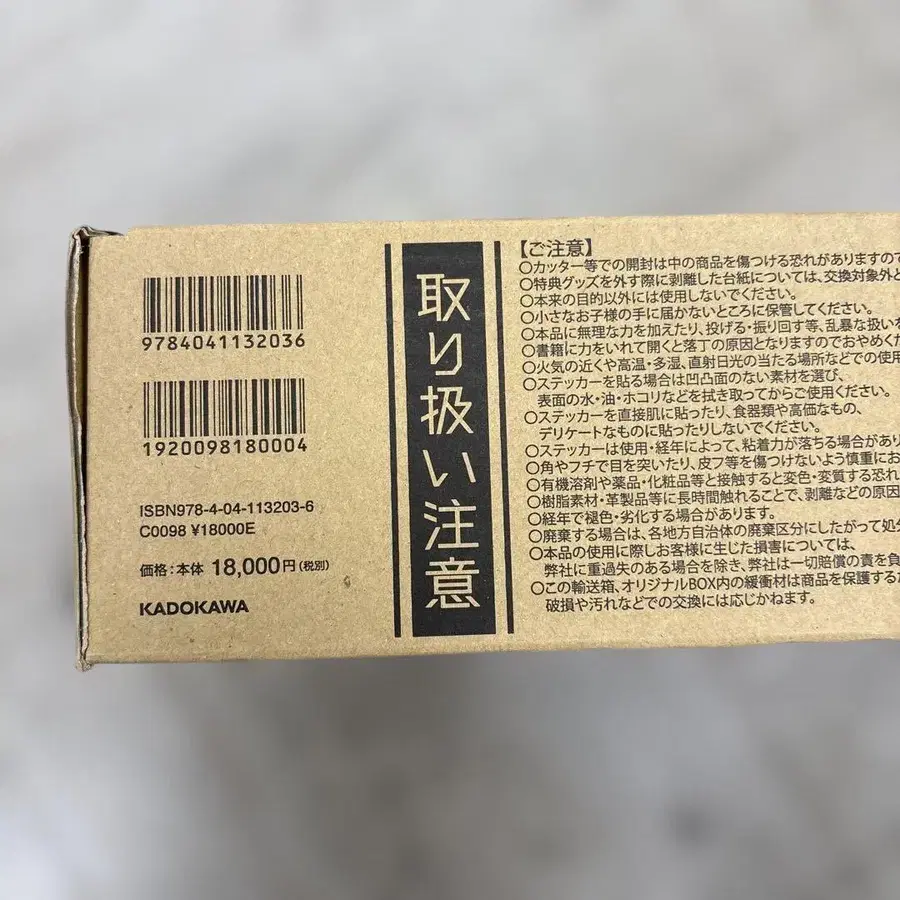 9784041132036
1920098180004
ISBN978-4-04-113203-6
C0098 ¥18000E
価格:本体 18,000円(税別)
KADOKAWA
取り扱い注意
【ご注意】
○カッター等での開封は中の商品を傷つける恐れがありますので
○特典グッズを外す際に剥離した台紙については、交換対象外と
○本来の目的以外には使用しないでください。
○小さなお子様の手に届かないところに保管してください。
○本品に無理な力を加えたり、投げる・振り回す等、乱暴な扱いを
○書籍に力をいれて開くと落丁の原因となりますのでおやめくだ
○火気の近くや高温・多湿、直射日光の当たる場所などでの使用
○ステッカーを貼る場合は凹凸面のない素材を選び、
表面の水・油・ホコリなどを拭き取ってからご使用ください。
○ステッカーを直接肌に貼ったり、食器類や高価なもの、
デリケートなものに貼ったりしないでください。
○ステッカーは使用・経年によって、粘着力が落ちる場合があり
○角やフチで目を突いたり、皮フ等を傷つけないよう慎重にお
○有機溶剤や薬品・化粧品等と接触すると変色・変質する恐れ
○樹脂素材・革製品等に長時間触れることで、剥離などの原因
○経年で褪色・劣化する場合があります。
○廃棄する場合は、各地方自治体の廃棄区分にしたがって処分
○本品の使用に際しお客様に生じた損害については、
弊社に重過失のある場合を除き、弊社は一切賠償の責を負
○この輸送箱、オリジナルBOX内の緩衝材は商品を保護するた
破損や汚れなどでの交換には応じかねます。